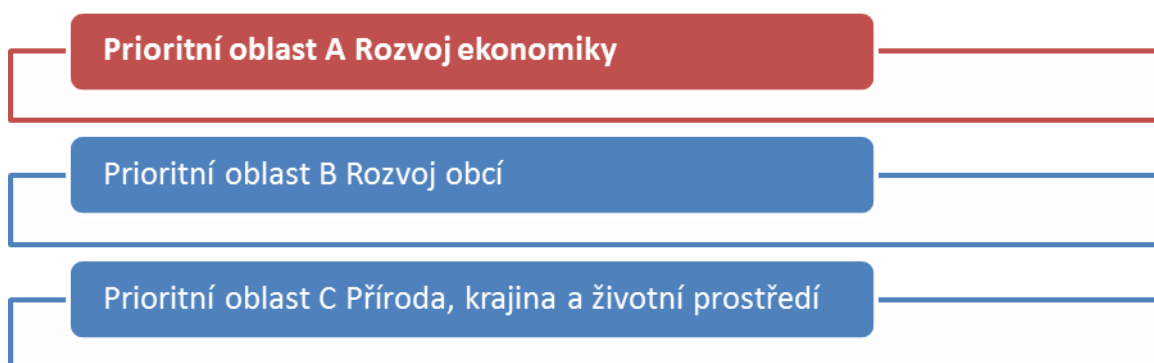 Prioritní oblast A Rozvoj ekonomiky
Prioritní oblast B Rozvoj obcí
Prioritní oblast C Příroda, krajina a životní prostředí